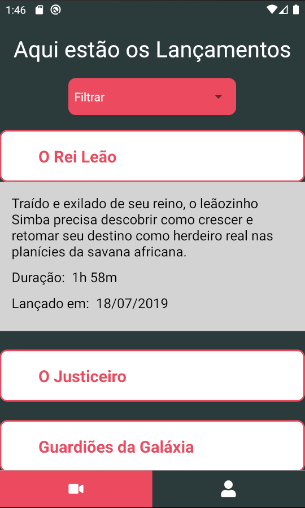 1:46
Aqui estão os Lançamentos
Filtrar
O Rei Leão
Traído e exilado de seu reino, o leãozinho
Simba precisa descobrir como crescer e
retomar seu destino como herdeiro real nas
planícies da savana africana.
Duração: 1h 58m
Lançado em: 18/07/2019
O Justiceiro
Guardiões da Galáxia